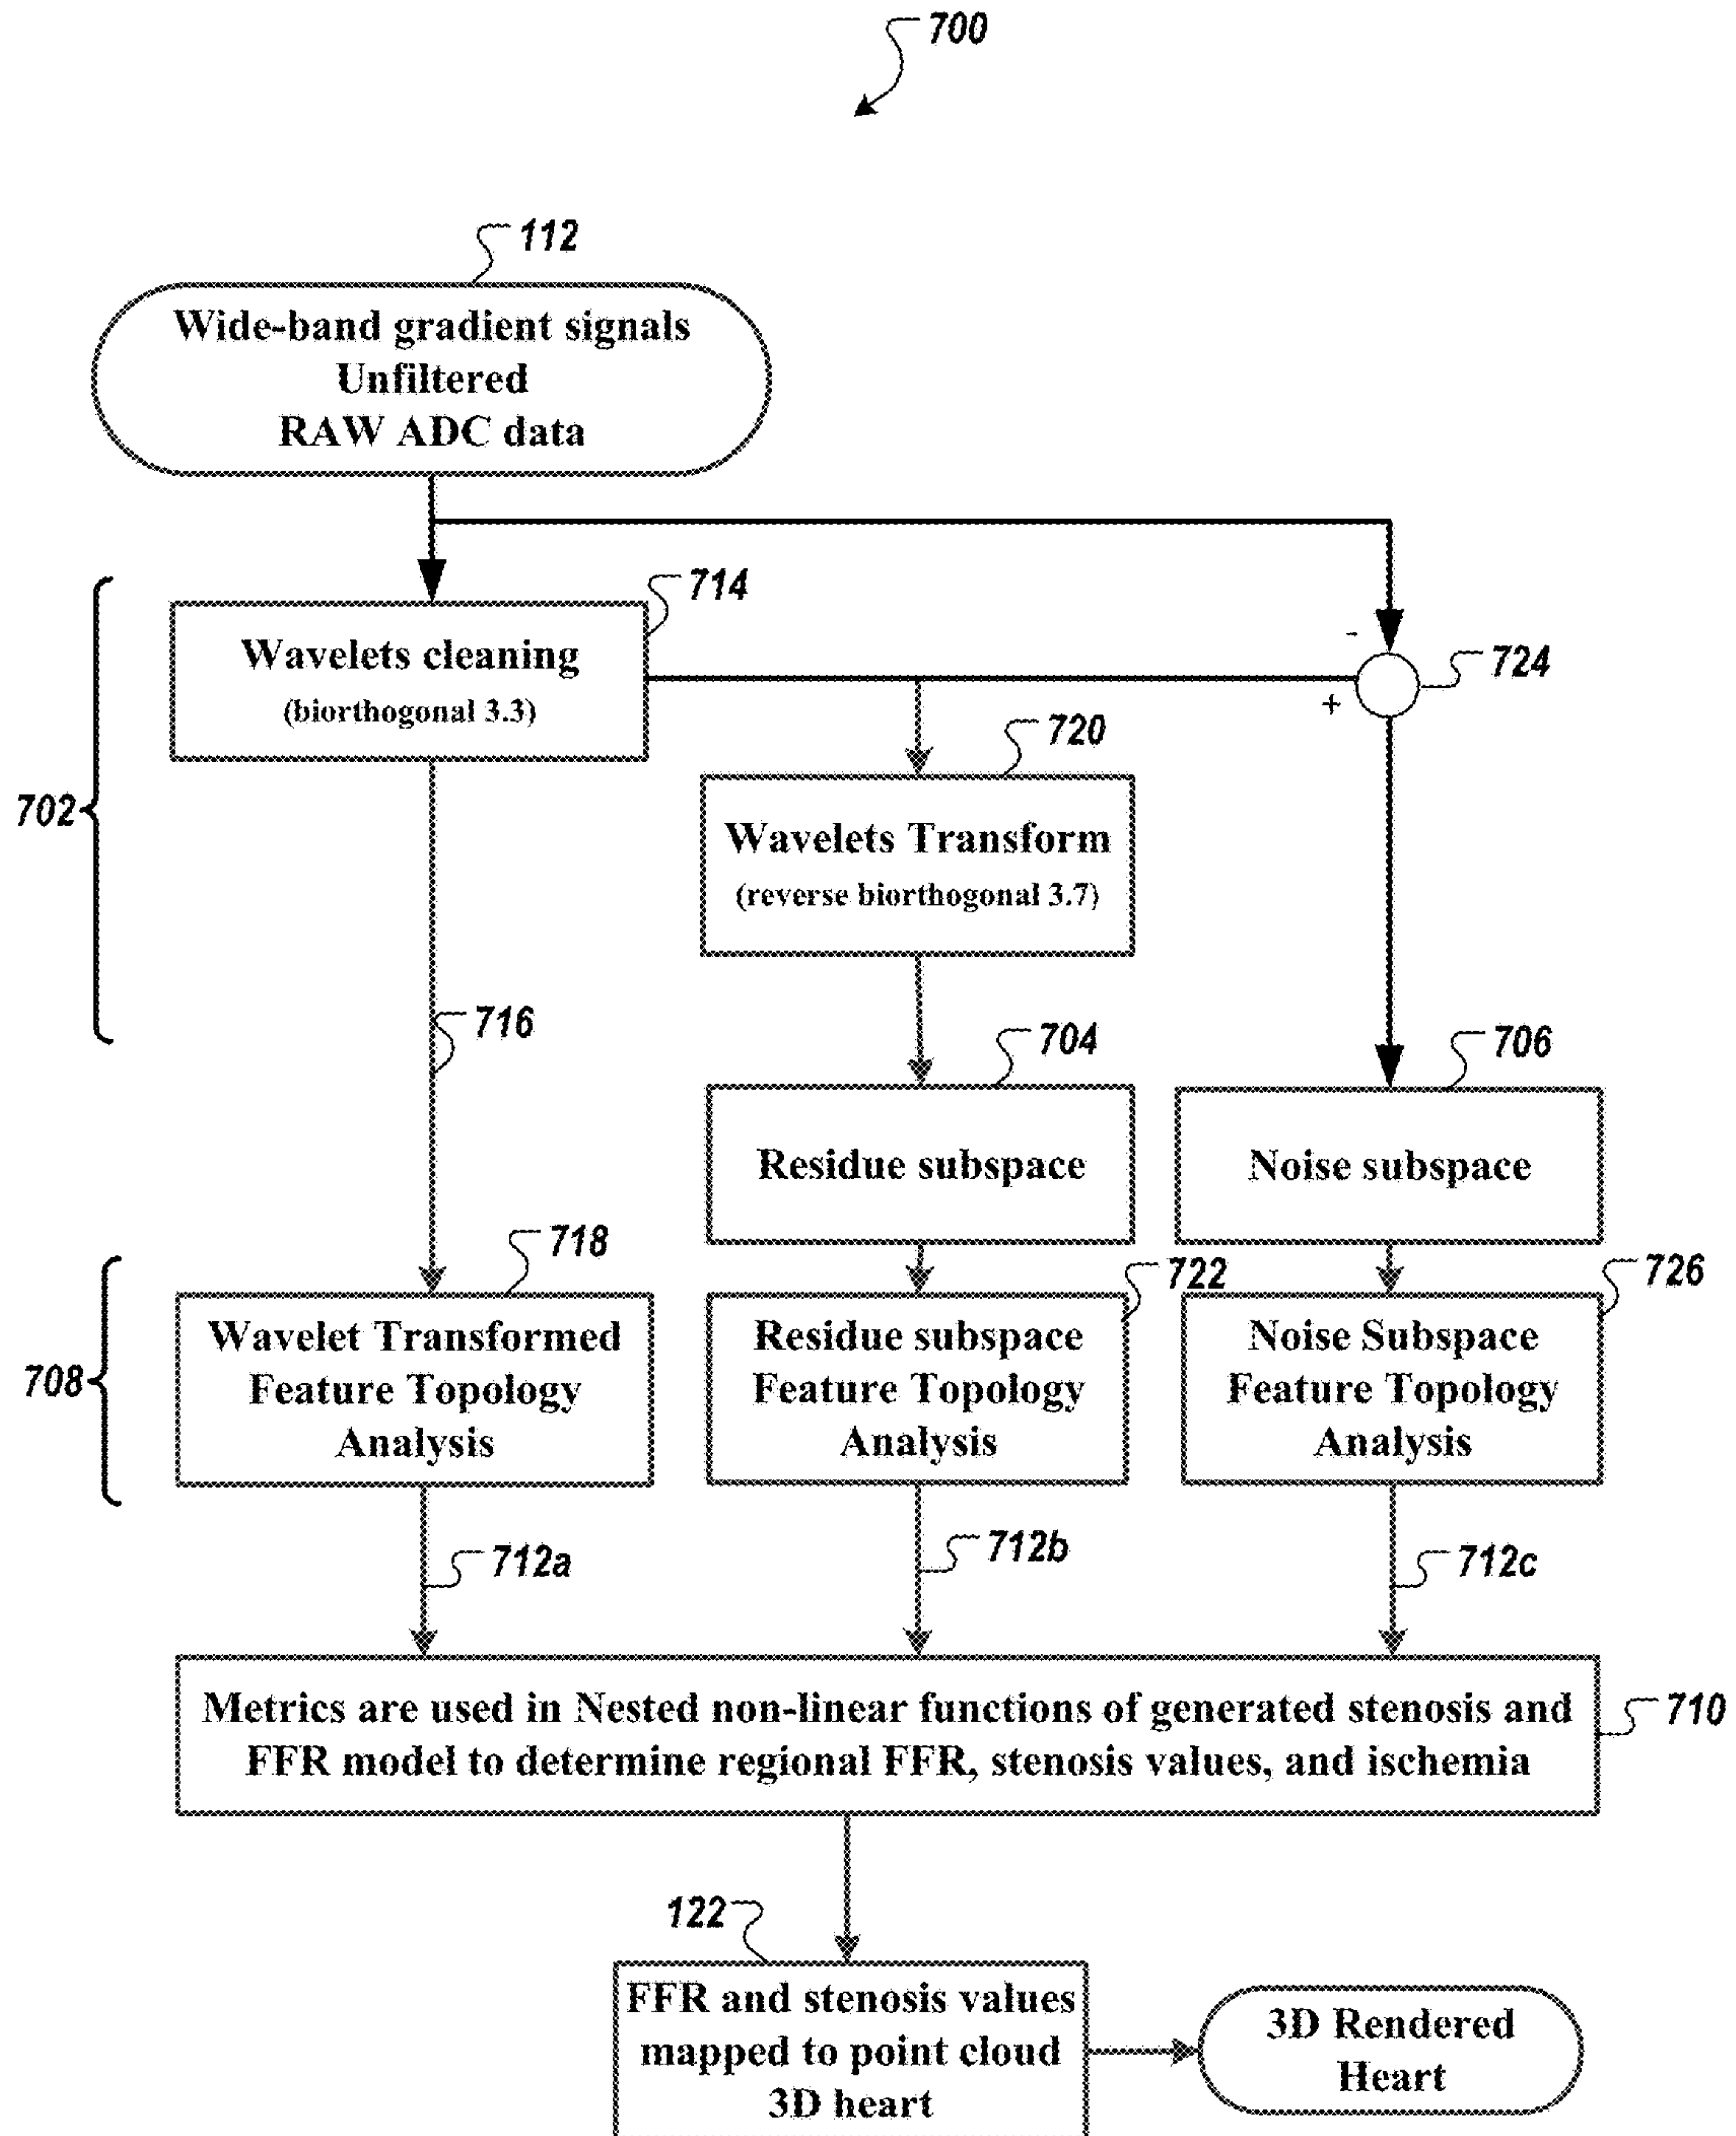 700
112
Wide-band gradient signals
Unfiltered
RAW ADC data
714
Wavelets cleaning
(biorthogonal 3.3)
-
+
724
720
Wavelets Transform
(reverse biorthogonal 3.7)
702
716
704
706
Residue subspace
Noise subspace
718
722
726
708
Wavelet Transformed
Feature Topology
Analysis
Residue subspace
Feature Topology
Analysis
Noise Subspace
Feature Topology
Analysis
712a
712b
712c
Metrics are used in Nested non-linear functions of generated stenosis and
FFR model to determine regional FFR, stenosis values, and ischemia
710
122
FFR and stenosis values
mapped to point cloud
3D heart
3D Rendered
Heart